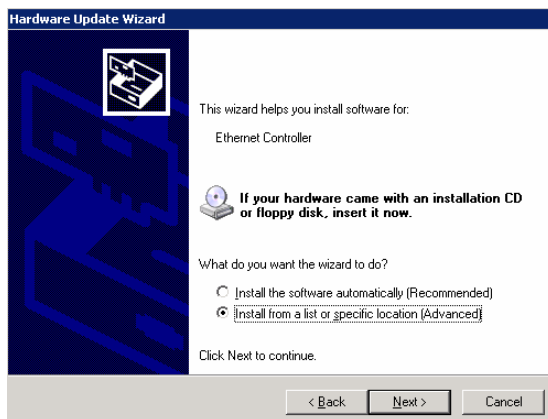 Hardware Update Wizard
This wizard helps you install software for:
Ethernet Controller
If your hardware came with an installation CD
or floppy disk, insert it now.
What do you want the wizard to do?
Install the software automatically (Recommended)
Install from a list or specific location (Advanced)
Click Next to continue.
< Back Next > Cancel